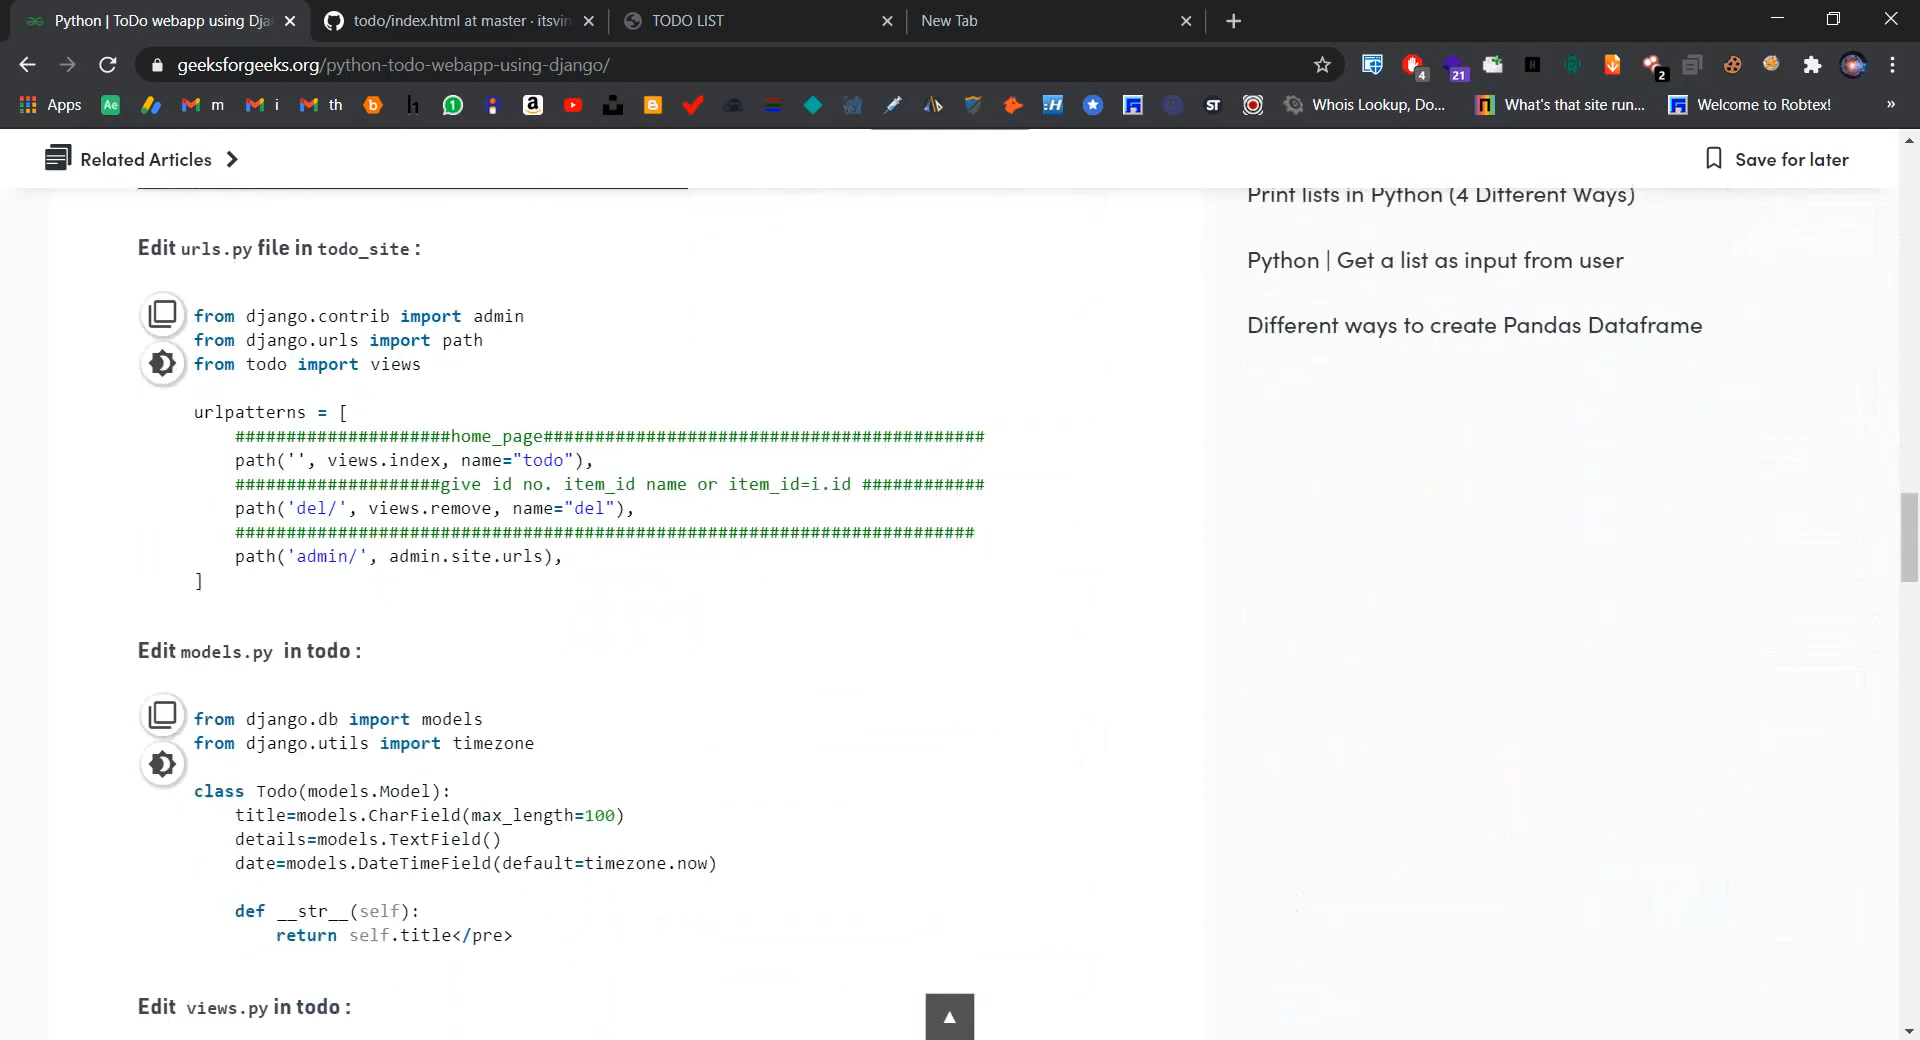 Python | ToDo webapp using Dja
todo/index.html at master · itsvin
TODO LIST
New Tab
geeksforgeeks.org/python-todo-webapp-using-django/
4
21
2
Apps
Ae
m
i
th
ST
Whois Lookup, Do...
What's that site run...
Welcome to Robtex!
»
Related Articles
Save for later
Print lists in Python (4 Different Ways)
Python | Get a list as input from user
Different ways to create Pandas Dataframe
Edit urls.py file in todo_site :
from django.contrib import admin
from django.urls import path
from todo import views
urlpatterns = [
#####################home_page###########################################
path('', views.index, name="todo"),
####################give id no. item_id name or item_id=i.id ############
path('del/', views.remove, name="del"),
########################################################################
path('admin/', admin.site.urls),
]
Edit models.py in todo :
from django.db import models
from django.utils import timezone
class Todo(models.Model):
title=models.CharField(max_length=100)
details=models.TextField()
date=models.DateTimeField(default=timezone.now)
def __str__(self):
return self.title</pre>
Edit views.py in todo :